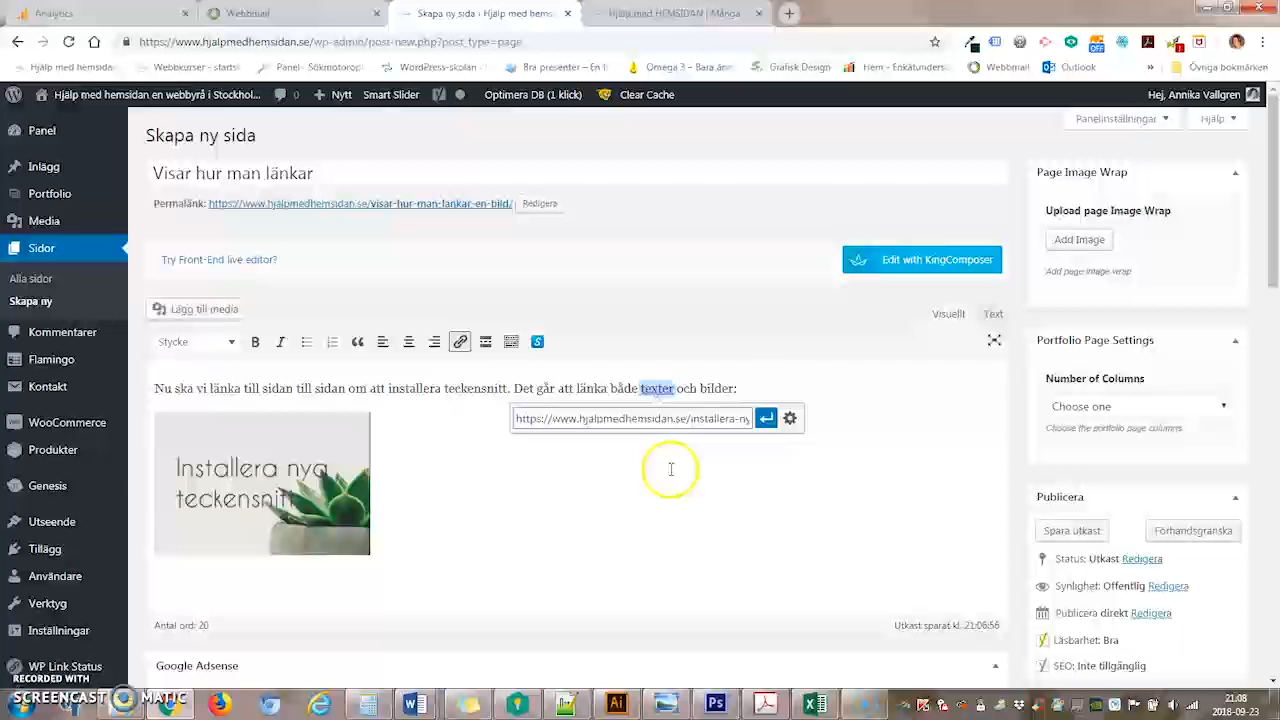 Analytics
Webbmail
Skapa ny sida ‹ Hjälp med hems
Hjälp med HEMSIDAN | Många
https://www.hjalpmedhemsidan.se/wp-admin/post-new.php?post_type=page
Hjälp med hemsida
Webbkurser - starta
Panel - Sökmotoropt
WordPress-skolan
Bra presenter – En t
Omega 3 – Bara änn
Grafisk Design
Hem - Enkätunders
Webbmail
Outlook
»
Övriga bokmärken
Hjälp med hemsidan en webbyrå i Stockho...
0
Nytt
Smart Slider
Optimera DB (1 klick)
Clear Cache
Hej, Annika Vallgren
Panel
Inlägg
Portfolio
Media
Sidor
Alla sidor
Skapa ny
Kommentarer
Flamingo
Kontakt
WooCommerce
Produkter
Genesis
Utseende
Tillägg
Användare
Verktyg
Inställningar
WP Link Status
Skapa ny sida
Panelinställningar
Hjälp
Visar hur man länkar
Permalänk: https://www.hjalpmedhemsidan.se/visar-hur-man-lankar-en-bild/ Redigera
Try Front-End live editor?
Edit with KingComposer
Lägg till media
Visuellt
Text
Stycke
B I
S
Nu ska vi länka till sidan till sidan om att installera teckensnitt. Det går att länka både texter och bilder:
https://www.hjalpmedhemsidan.se/installera-ny
Installera nya
teckensnitt
Antal ord: 20
Utkast sparat kl. 21:06:56
Google Adsense
Page Image Wrap
Upload page Image Wrap
Add Image
Add page image wrap
Portfolio Page Settings
Number of Columns
Choose one
Choose the portfolio page columns
Publicera
Spara utkast
Förhandsgranska
Status: Utkast Redigera
Synlighet: Offentlig Redigera
Publicera direkt Redigera
Läsbarhet: Bra
SEO: Inte tillgänglig
RECORDED WITH
SCREENCAST MATIC
21:08
2018-09-23